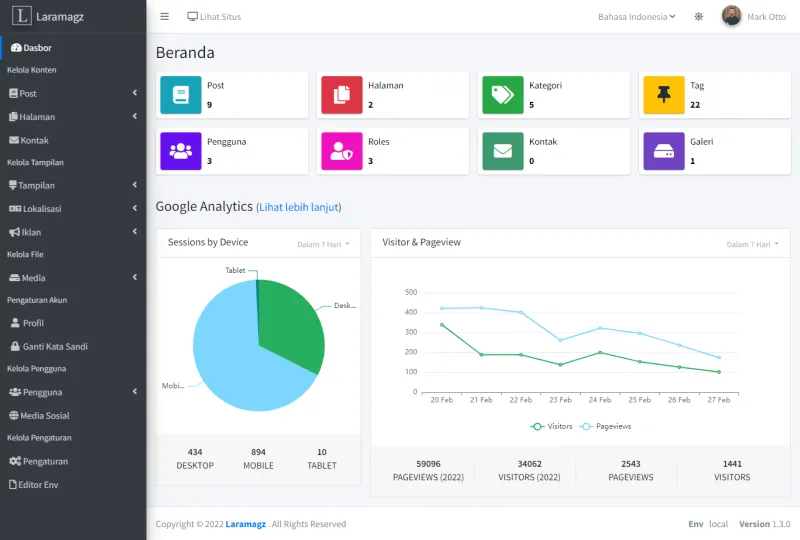 L Laramagz
Lihat Situs
Bahasa Indonesia
Mark Otto
Dasbor
Kelola Konten
Post
Halaman
Kontak
Kelola Tampilan
Tampilan
Lokalisasi
Iklan
Kelola File
Media
Pengaturan Akun
Profil
Ganti Kata Sandi
Kelola Pengguna
Pengguna
Media Sosial
Kelola Pengaturan
Pengaturan
Editor Env
Beranda
Post
9
Halaman
2
Kategori
5
Tag
22
Pengguna
3
Roles
3
Kontak
0
Galeri
1
Google Analytics (Lihat lebih lanjut)
Sessions by Device
Dalam 7 Hari
Tablet
Desk...
Mobi...
434
DESKTOP
894
MOBILE
10
TABLET
Visitor & Pageview
Dalam 7 Hari
500
400
300
200
100
0
20 Feb 21 Feb 22 Feb 23 Feb 24 Feb 25 Feb 26 Feb 27 Feb
Visitors Pageviews
59096
PAGEVIEWS (2022)
34062
VISITORS (2022)
2543
PAGEVIEWS
1441
VISITORS
Copyright © 2022 Laramagz . All Rights Reserved
Env local Version 1.3.0